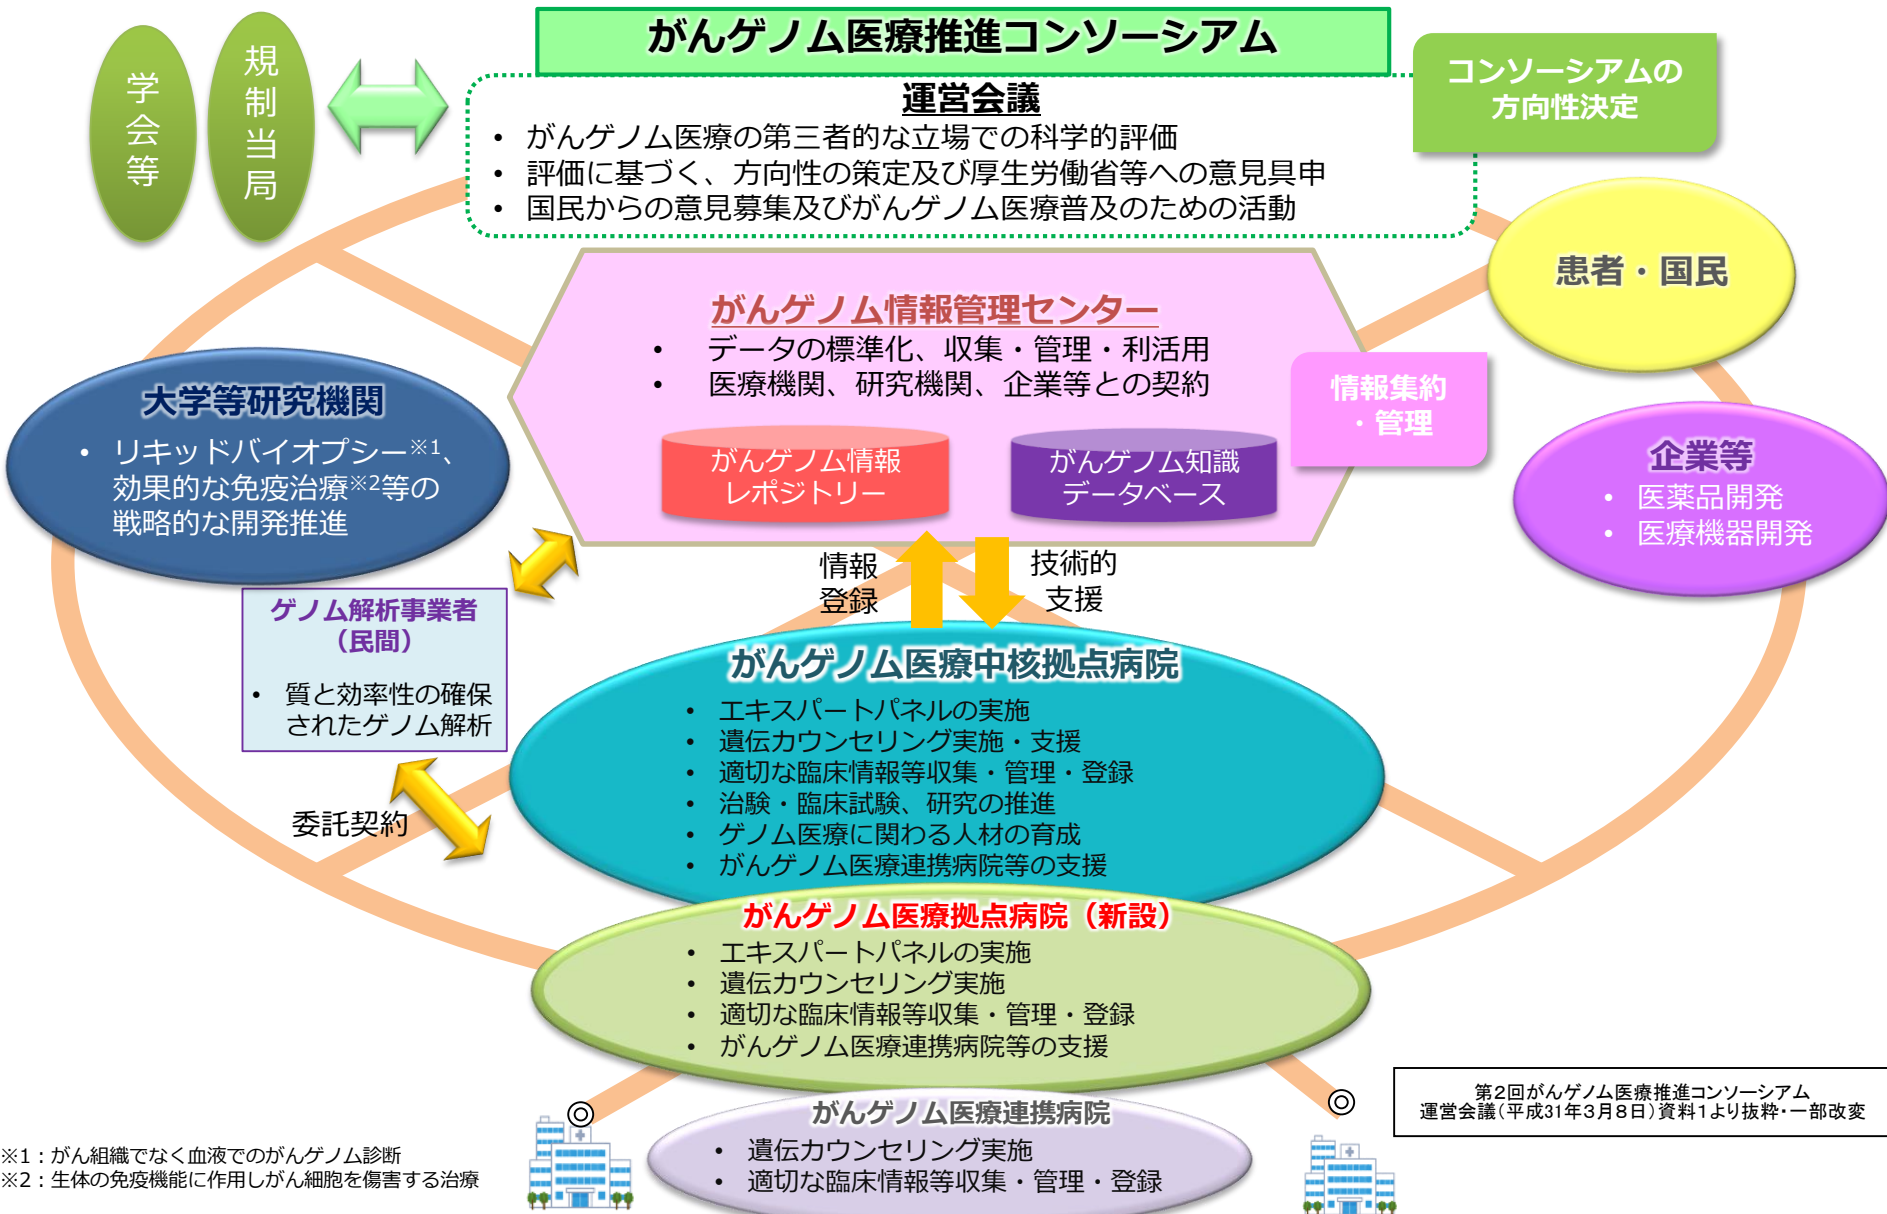 がんゲノム医療推進コンソーシアム
学会等
規制当局
コンソーシアムの
方向性決定
運営会議
• がんゲノム医療の第三者的な立場での科学的評価
• 評価に基づく、方向性の策定及び厚生労働省等への意見具申
• 国民からの意見募集及びがんゲノム医療普及のための活動
患者・国民
がんゲノム情報管理センター
• データの標準化、収集・管理・利活用
• 医療機関、研究機関、企業等との契約
情報集約
・管理
がんゲノム情報
レポジトリー
がんゲノム知識
データベース
大学等研究機関
• リキッドバイオプシー※1、
効果的な免疫治療※2等の
戦略的な開発推進
企業等
• 医薬品開発
• 医療機器開発
情報
登録
技術的
支援
ゲノム解析事業者
（民間）
• 質と効率性の確保
されたゲノム解析
委託契約
がんゲノム医療中核拠点病院
• エキスパートパネルの実施
• 遺伝カウンセリング実施・支援
• 適切な臨床情報等収集・管理・登録
• 治験・臨床試験、研究の推進
• ゲノム医療に関わる人材の育成
• がんゲノム医療連携病院等の支援
がんゲノム医療拠点病院（新設）
• エキスパートパネルの実施
• 遺伝カウンセリング実施
• 適切な臨床情報等収集・管理・登録
• がんゲノム医療連携病院等の支援
がんゲノム医療連携病院
• 遺伝カウンセリング実施
• 適切な臨床情報等収集・管理・登録
第２回がんゲノム医療推進コンソーシアム
運営会議（平成31年３月８日）資料１より抜粋・一部改変
※1：がん組織でなく血液でのがんゲノム診断
※2：生体の免疫機能に作用しがん細胞を傷害する治療